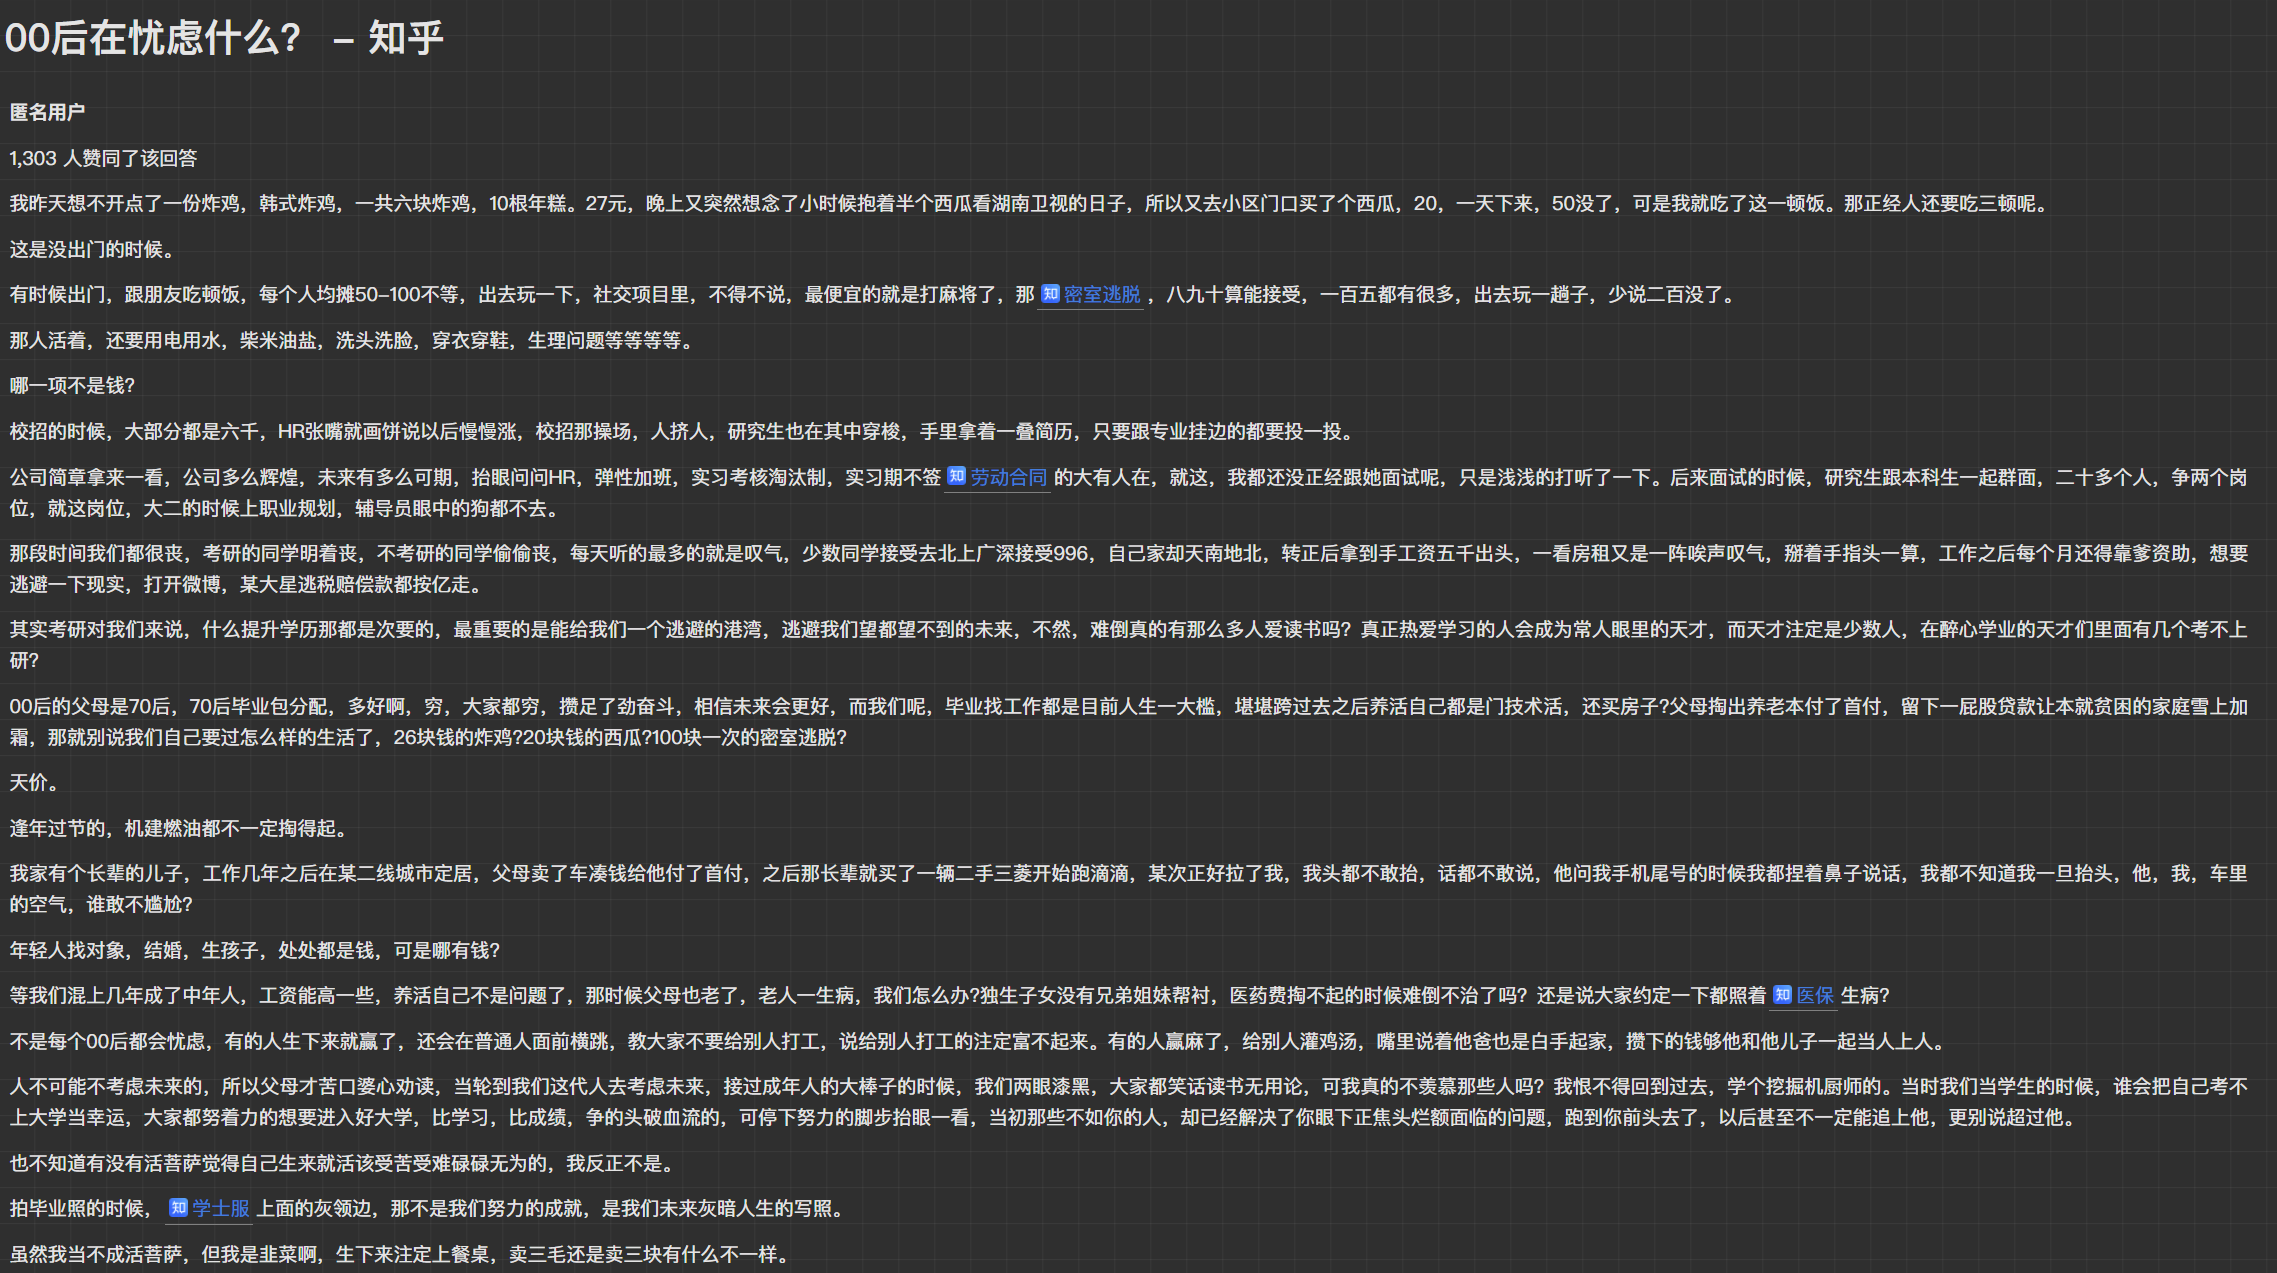 00后在忧虑什么? - 知乎
匿名用户
1,303 人赞同了该回答
我昨天想不开点了一份炸鸡，韩式炸鸡，一共六块炸鸡，10根年糕。27元，晚上又突然想念了小时候抱着半个西瓜看湖南卫视的日子，所以又去小区门口买了个西瓜，20，一天下来，50没了，可是我就吃了这一顿饭。那正经人还要吃三顿呢。
这是没出门的时候。
有时候出门，跟朋友吃顿饭，每个人均摊50-100不等，出去玩一下，社交项目里，不得不说，最便宜的就是打麻将了，那 知 密室逃脱 ，八九十算能接受，一百五都有很多，出去玩一趟子，少说二百没了。
那人活着，还要用电用水，柴米油盐，洗头洗脸，穿衣穿鞋，生理问题等等等等。
哪一项不是钱?
校招的时候，大部分都是六千，HR张嘴就画饼说以后慢慢涨，校招那操场，人挤人，研究生也在其中穿梭，手里拿着一叠简历，只要跟专业挂边的都要投一投。
公司简章拿来一看，公司多么辉煌，未来有多么可期，抬眼问问HR，弹性加班，实习考核淘汰制，实习期不签 知 劳动合同 的大有人在，就这，我都还没正经跟她面试呢，只是浅浅的打听了一下。后来面试的时候，研究生跟本科生一起群面，二十多个人，争两个岗
位，就这岗位，大二的时候上职业规划，辅导员眼中的狗都不去。
那段时间我们都很丧，考研的同学明着丧，不考研的同学偷偷丧，每天听的最多的就是叹气，少数同学接受去北上广深接受996，自己家却天南地北，转正后拿到手工资五千出头，一看房租又是一阵唉声叹气，掰着手指头一算，工作之后每个月还得靠爹资助，想要
逃避一下现实，打开微博，某大星逃税赔偿款都按亿走。
其实考研对我们来说，什么提升学历那都是次要的，最重要的是能给我们一个逃避的港湾，逃避我们望都望不到的未来，不然，难倒真的有那么多人爱读书吗? 真正热爱学习的人会成为常人眼里的天才，而天才注定是少数人，在醉心学业的天才们里面有几个考不上
研?
00后的父母是70后，70后毕业包分配，多好啊，穷，大家都穷，攒足了劲奋斗，相信未来会更好，而我们呢，毕业找工作都是目前人生一大槛，堪堪跨过去之后养活自己都是门技术活，还买房子?父母掏出养老本付了首付，留下一屁股贷款让本就贫困的家庭雪上加
霜，那就别说我们自己要过怎么样的生活了，26块钱的炸鸡?20块钱的西瓜?100块一次的密室逃脱?
天价。
逢年过节的，机建燃油都不一定掏得起。
我家有个长辈的儿子，工作几年之后在某二线城市定居，父母卖了车凑钱给他付了首付，之后那长辈就买了一辆二手三菱开始跑滴滴，某次正好拉了我，我头都不敢抬，话都不敢说，他问我手机尾号的时候我都捏着鼻子说话，我都不知道我一旦抬头，他，我，车里
的空气，谁敢不尴尬?
年轻人找对象，结婚，生孩子，处处都是钱，可是哪有钱?
等我们混上几年成了中年人，工资能高一些，养活自己不是问题了，那时候父母也老了，老人一生病，我们怎么办?独生子女没有兄弟姐妹帮衬，医药费掏不起的时候难倒不治了吗? 还是说大家约定一下都照着 知 医保 生病?
不是每个00后都会忧虑，有的人生下来就赢了，还会在普通人面前横跳，教大家不要给别人打工，说给别人打工的注定富不起来。有的人赢麻了，给别人灌鸡汤，嘴里说着他爸也是白手起家，攒下的钱够他和他儿子一起当人上人。
人不可能不考虑未来的，所以父母才苦口婆心劝读，当轮到我们这代人去考虑未来，接过成年人的大棒子的时候，我们两眼漆黑，大家都笑话读书无用论，可我真的不羡慕那些人吗? 我恨不得回到过去，学个挖掘机厨师的。当时我们当学生的时候，谁会把自己考不
上大学当幸运，大家都努着力的想要进入好大学，比学习，比成绩，争的头破血流的，可停下努力的脚步抬眼一看，当初那些不如你的人，却已经解决了你眼下正焦头烂额面临的问题，跑到你前头去了，以后甚至不一定能追上他，更别说超过他。
也不知道有没有活菩萨觉得自己生来就活该受苦受难碌碌无为的，我反正不是。
拍毕业照的时候， 知 学士服 上面的灰领边，那不是我们努力的成就，是我们未来灰暗人生的写照。
虽然我当不成活菩萨，但我是韭菜啊，生下来注定上餐桌，卖三毛还是卖三块有什么不一样。